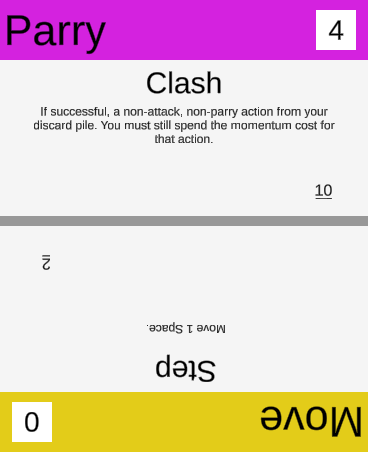 Parry
4
Clash
If successful, a non-attack, non-parry action from your
discard pile. You must still spend the momentum cost for
that action.
10
2
Move 1 Space.
Step
0
Move